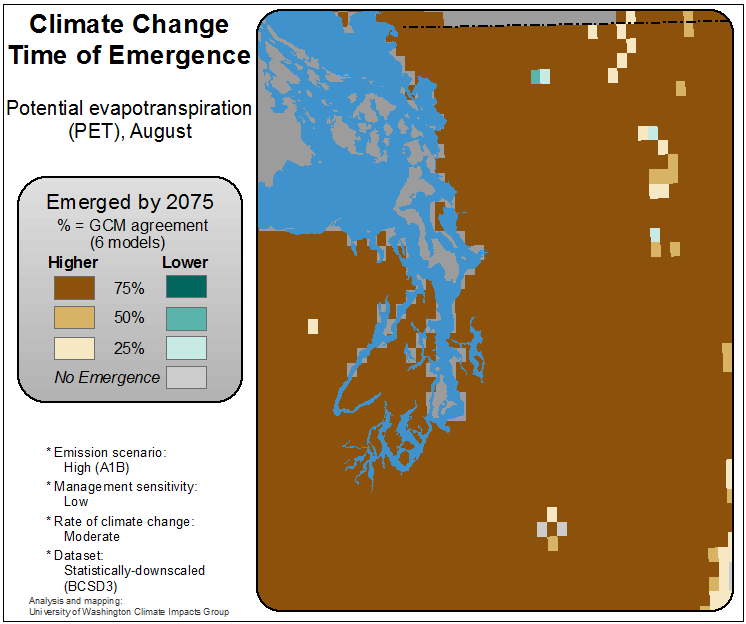 Climate Change
Time of Emergence
Potential evapotranspiration
(PET), August
Emerged by 2075
% = GCM agreement
(6 models)
Higher Lower
75%
50%
25%
No Emergence
* Emission scenario:
High (A1B)
* Management sensitivity:
Low
* Rate of climate change:
Moderate
* Dataset:
Statistically-downscaled
(BCSD3)
Analysis and mapping:
University of Washington Climate Impacts Group